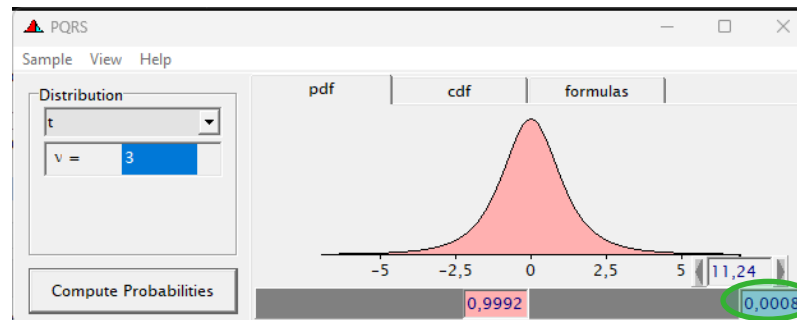 PQRS
Sample View Help
Distribution
t
ν = 3
Compute Probabilities
pdf cdf formulas
-5 -2,5 0 2,5 5 11,24
0,9992 0,0008